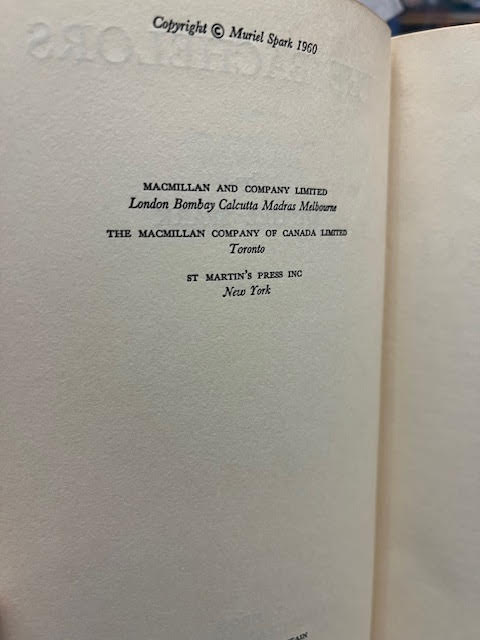 Copyright © Muriel Spark 1960
MACMILLAN AND COMPANY LIMITED
London Bombay Calcutta Madras Melbourne
THE MACMILLAN COMPANY OF CANADA LIMITED
Toronto
ST MARTIN'S PRESS INC
New York